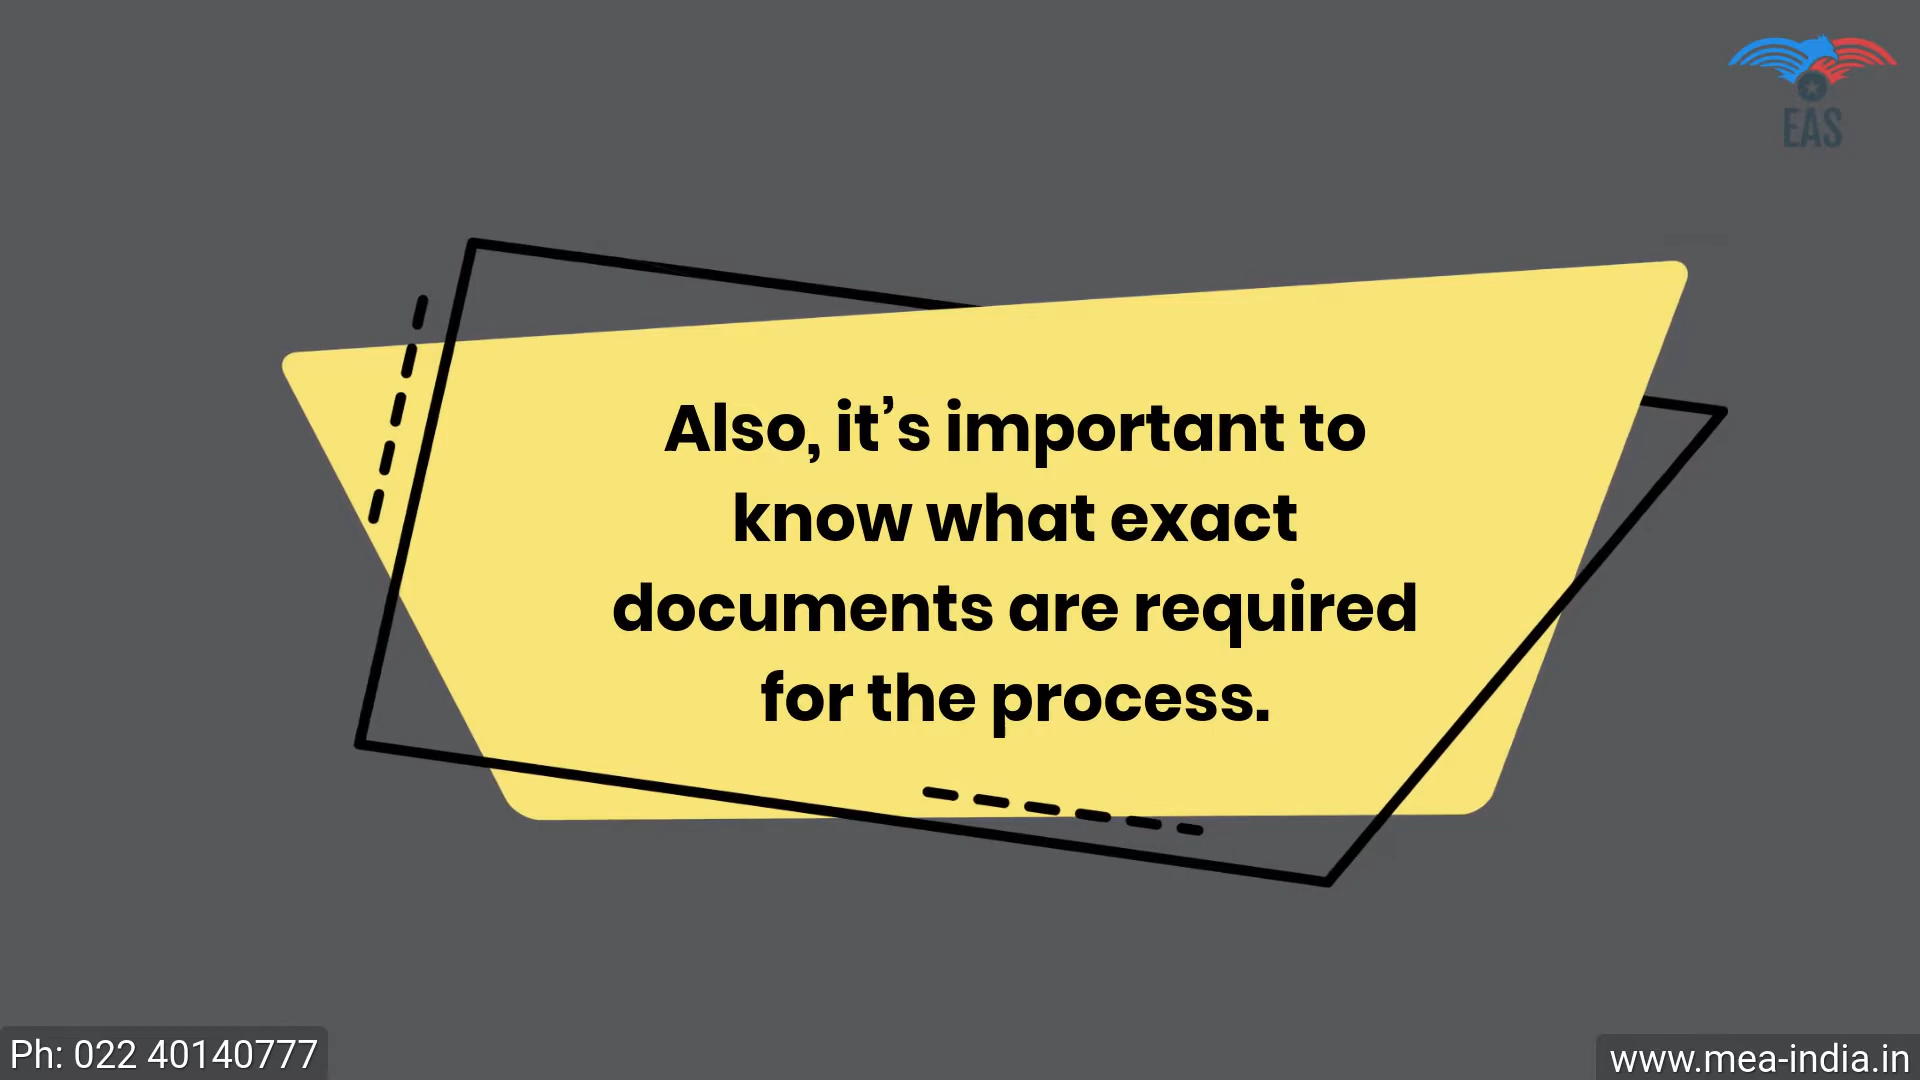 EAS
Also, it’s important to
know what exact
documents are required
for the process.
Ph: 022 40140777
www.mea-india.in